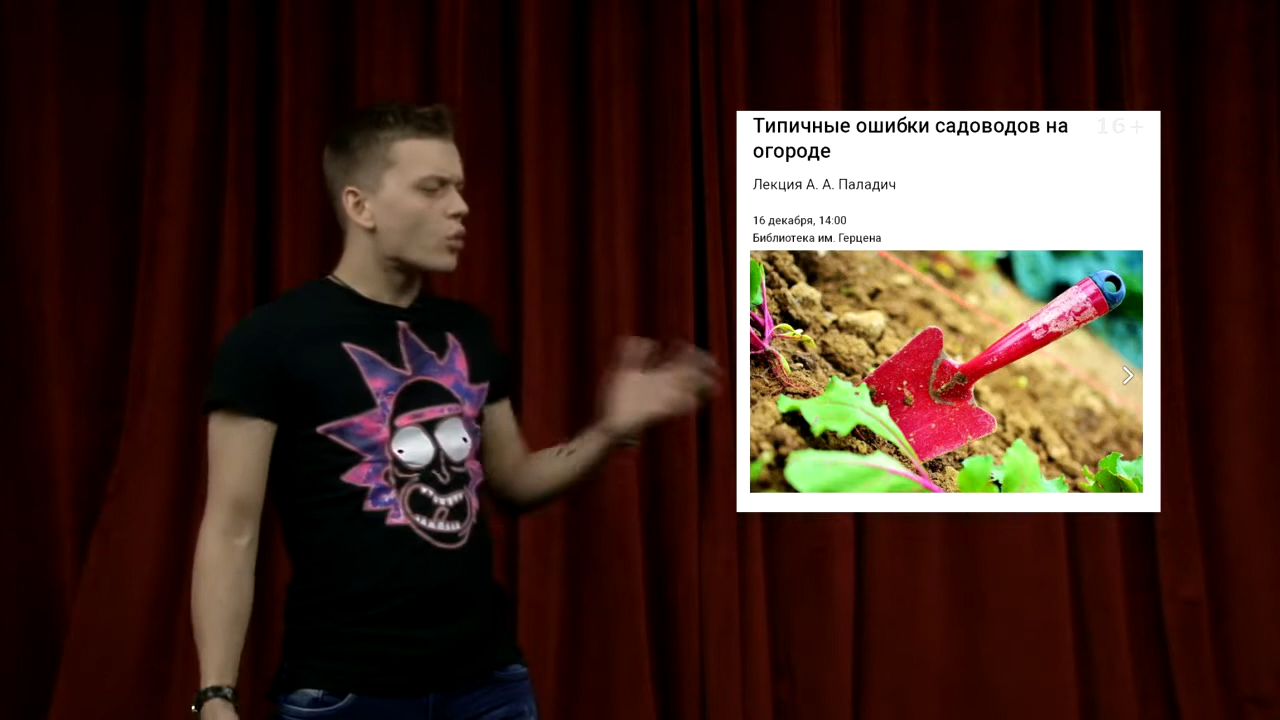 Типичные ошибки садоводов на 16+
огороде
Лекция А. А. Паладич
16 декабря, 14:00
Библиотека им. Герцена